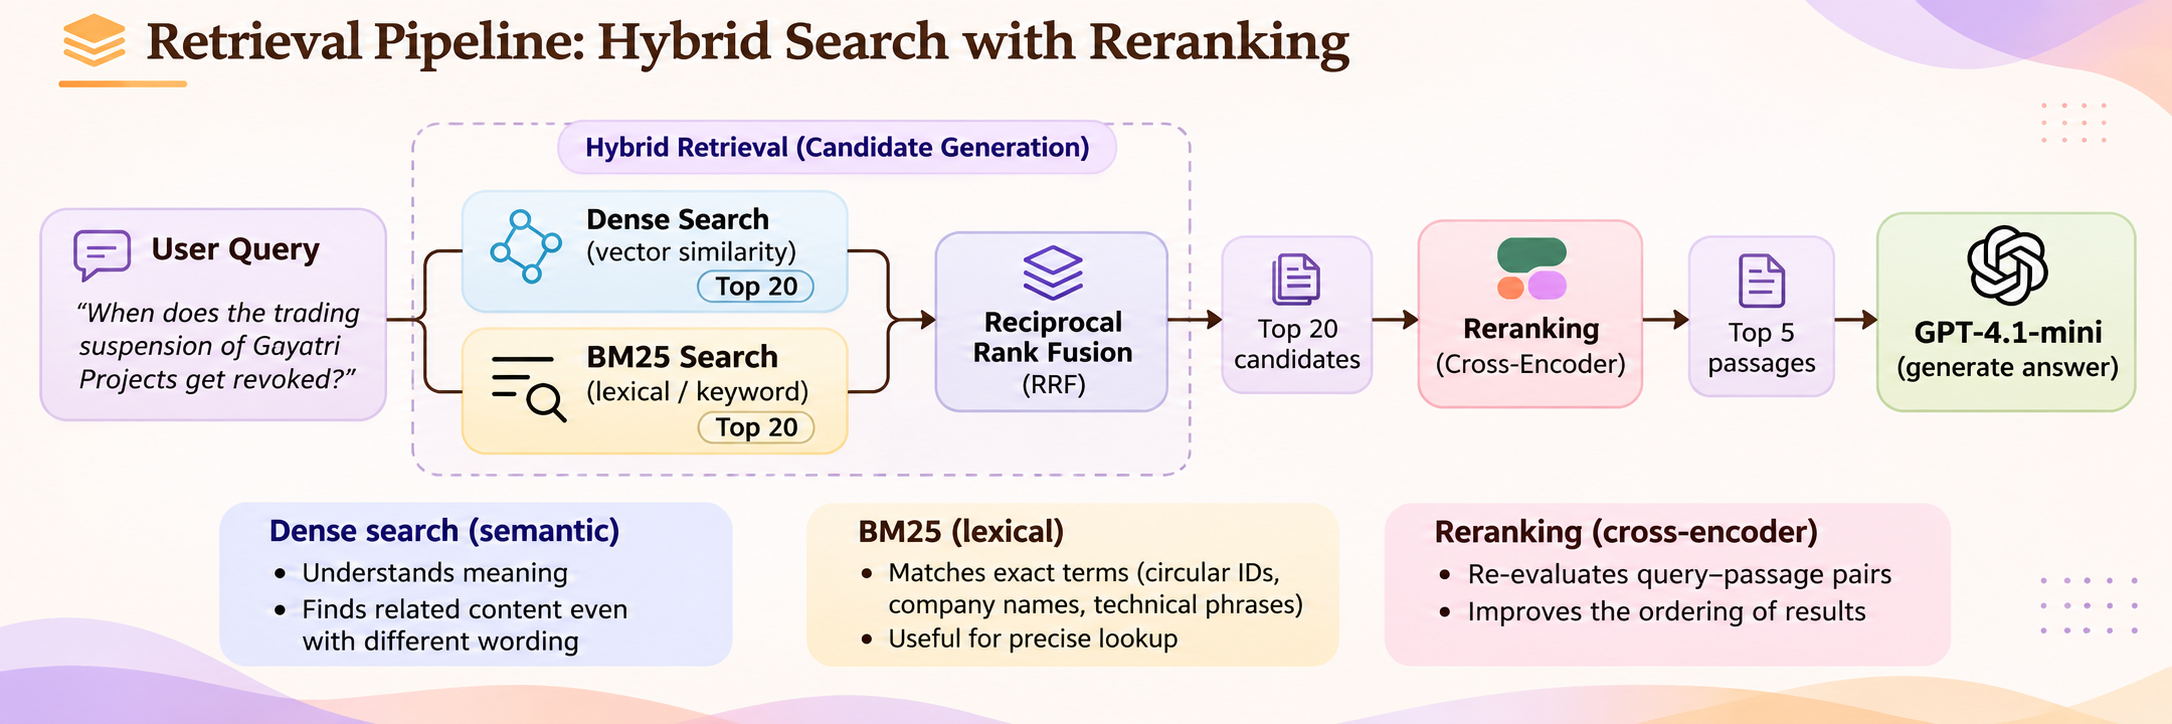 Retrieval Pipeline: Hybrid Search with Reranking
Hybrid Retrieval (Candidate Generation)
User Query
“When does the trading
suspension of Gayatri
Projects get revoked?”
Dense Search
(vector similarity)
Top 20
BM25 Search
(lexical / keyword)
Top 20
Reciprocal
Rank Fusion
(RRF)
Top 20
candidates
Reranking
(Cross-Encoder)
Top 5
passages
GPT-4.1-mini
(generate answer)
Dense search (semantic)
• Understands meaning
• Finds related content even
with different wording
BM25 (lexical)
• Matches exact terms (circular IDs,
company names, technical phrases)
• Useful for precise lookup
Reranking (cross-encoder)
• Re-evaluates query–passage pairs
• Improves the ordering of results